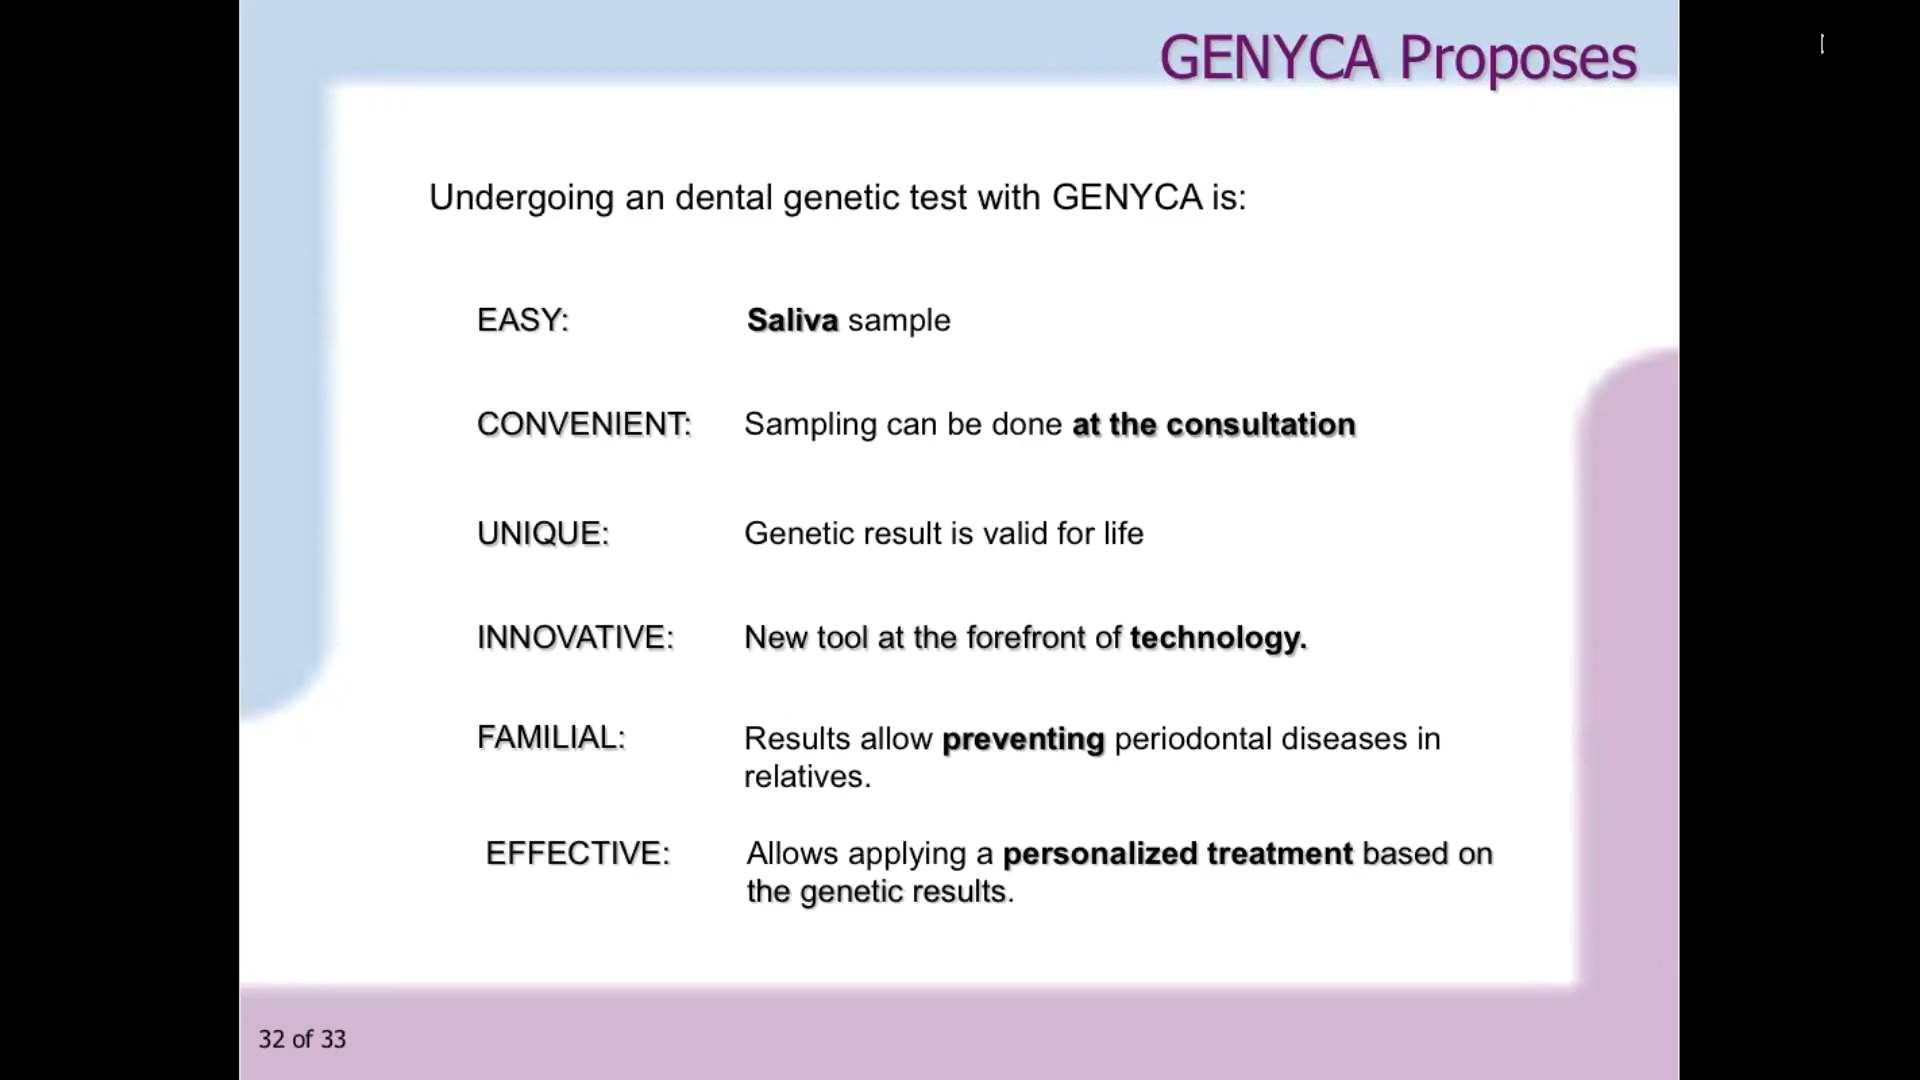 GENYCA Proposes
Undergoing an dental genetic test with GENYCA is:
EASY: Saliva sample
CONVENIENT: Sampling can be done at the consultation
UNIQUE: Genetic result is valid for life
INNOVATIVE: New tool at the forefront of technology.
FAMILIAL: Results allow preventing periodontal diseases in
relatives.
EFFECTIVE: Allows applying a personalized treatment based on
the genetic results.
32 of 33